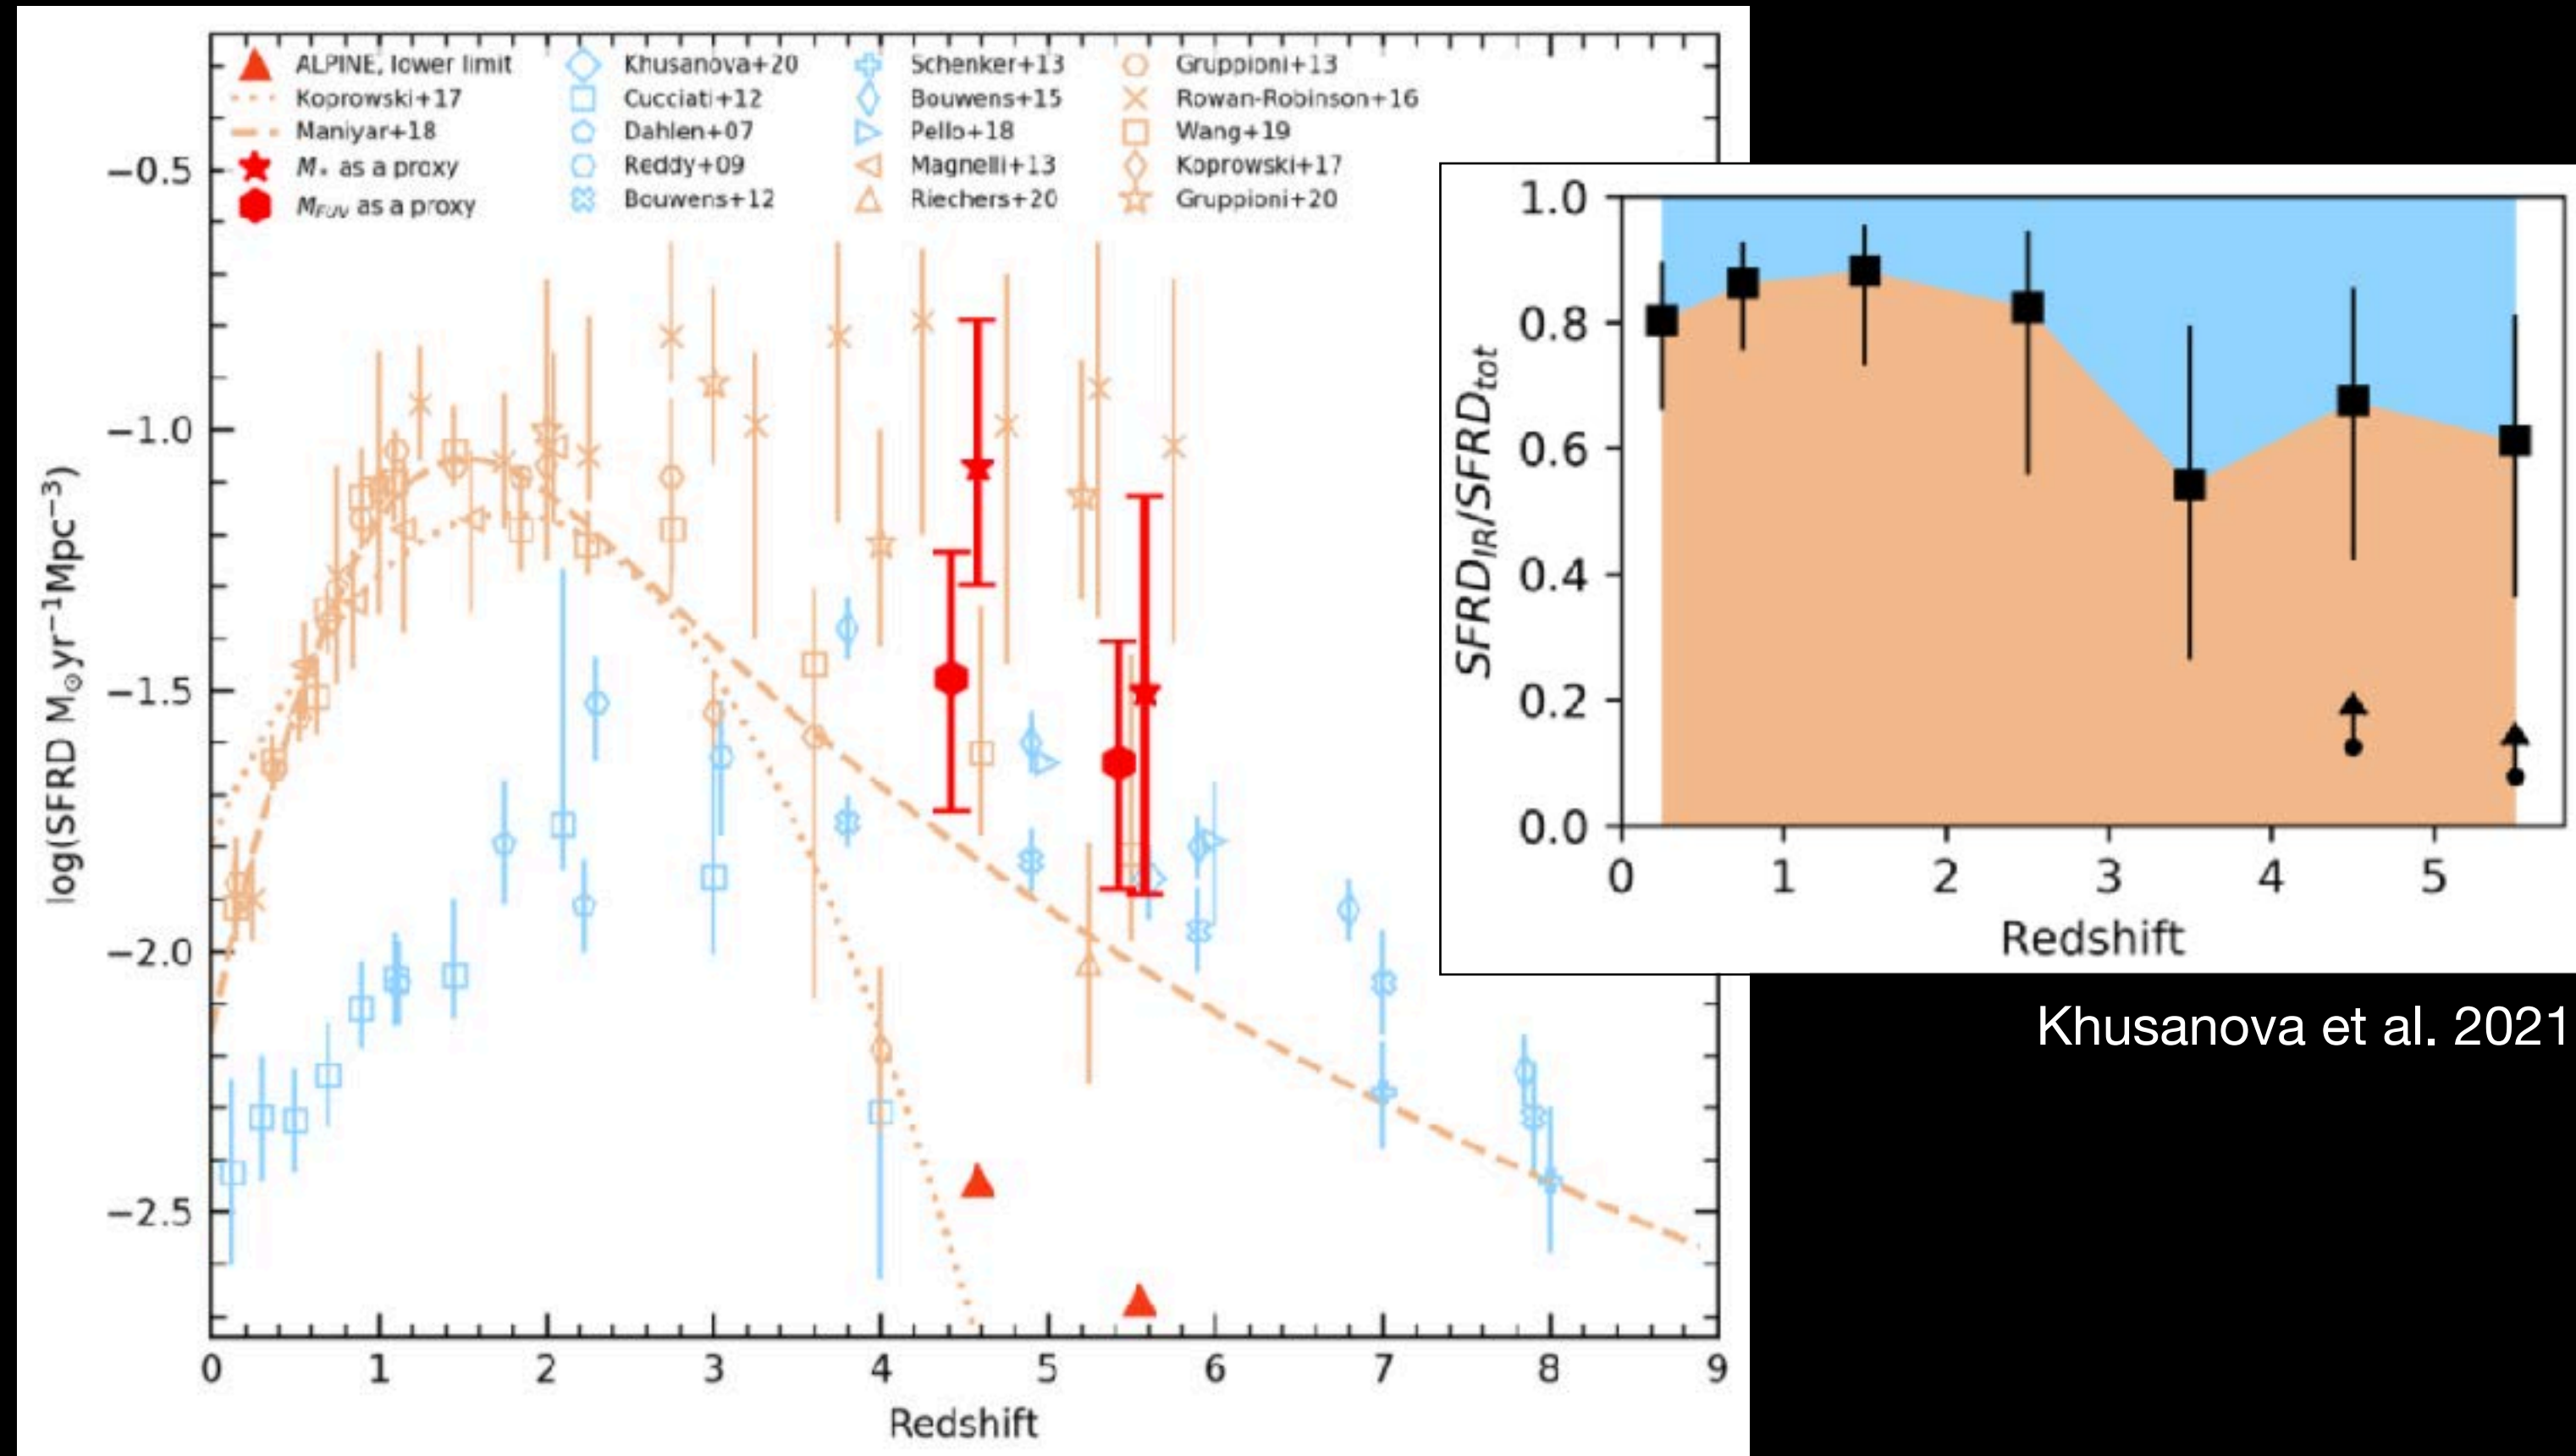 ALPINE, lower limit
Koprowski+17
Maniyar+18
M* as a proxy
MFUV as a proxy
Khusanova+20
Cucciati+12
Dahlen+07
Reddy+09
Bouwens+12
Schenker+13
Bouwens+15
Pello+18
Magnelli+13
Riechers+20
Gruppioni+13
Rowan-Robinson+16
Wang+19
Koprowski+17
Gruppioni+20
log(SFRD M⊙yr−1Mpc−3)
−0.5
−1.0
−1.5
−2.0
−2.5
0 1 2 3 4 5 6 7 8 9
Redshift
SFRDIR/SFRDtot
1.0
0.8
0.6
0.4
0.2
0.0
0 1 2 3 4 5
Redshift
Khusanova et al. 2021